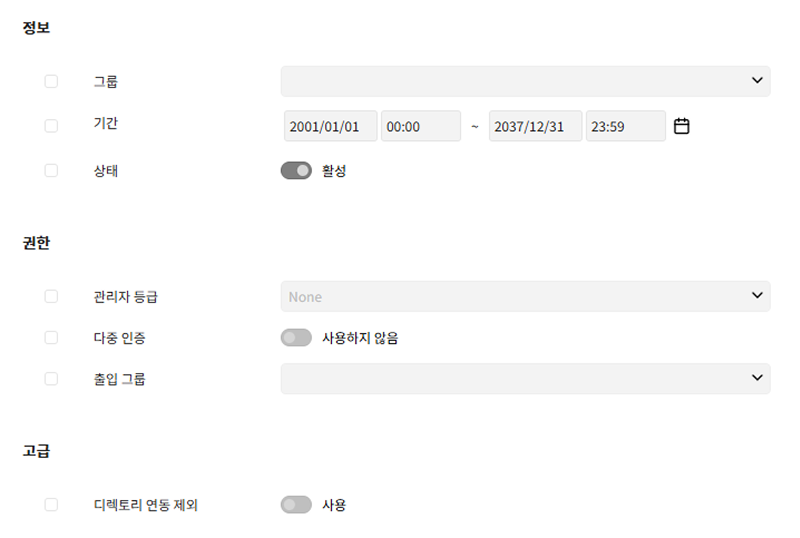 정보
그룹
기간 2001/01/01 00:00 ~ 2037/12/31 23:59
상태 활성
권한
관리자 등급 None
다중 인증 사용하지 않음
출입 그룹
고급
디렉토리 연동 제외 사용